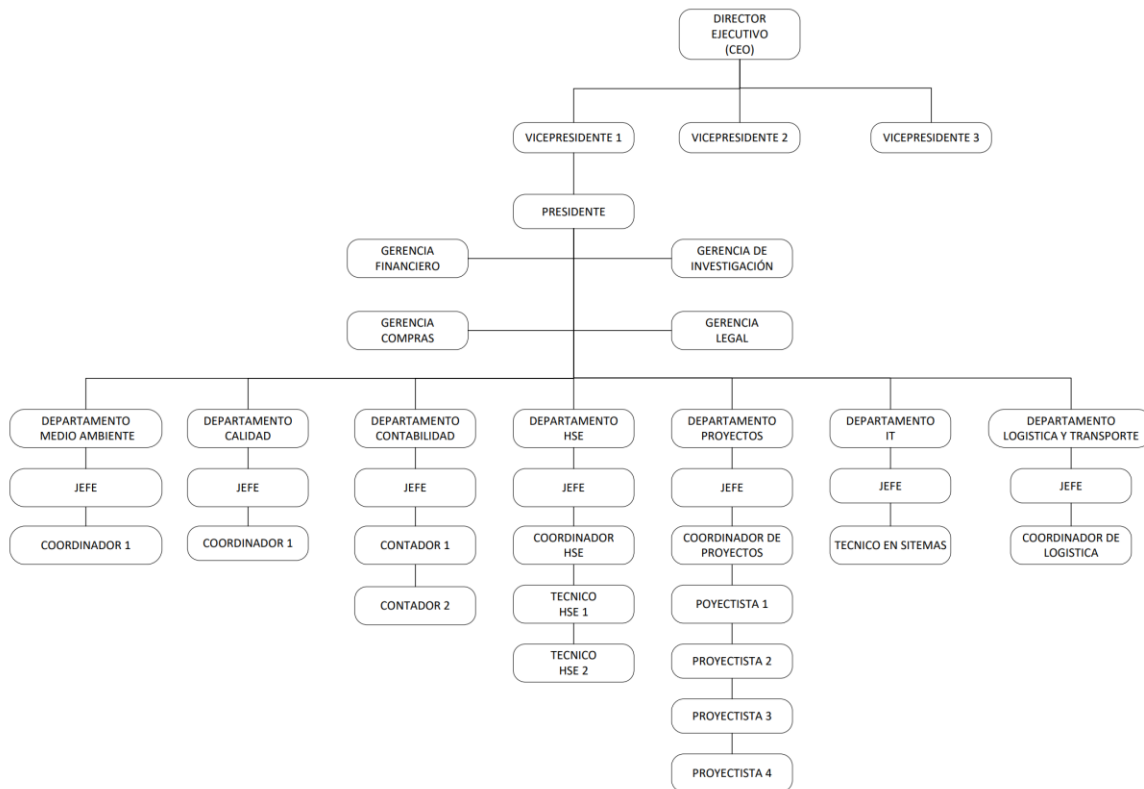 DIRECTOR
EJECUTIVO
(CEO)
VICEPRESIDENTE 1
VICEPRESIDENTE 2
VICEPRESIDENTE 3
PRESIDENTE
GERENCIA
FINANCIERO
GERENCIA DE
INVESTIGACIÓN
GERENCIA
COMPRAS
GERENCIA
LEGAL
DEPARTAMENTO
MEDIO AMBIENTE
DEPARTAMENTO
CALIDAD
DEPARTAMENTO
CONTABILIDAD
DEPARTAMENTO
HSE
DEPARTAMENTO
PROYECTOS
DEPARTAMENTO
IT
DEPARTAMENTO
LOGISTICA Y TRANSPORTE
JEFE
JEFE
JEFE
JEFE
JEFE
JEFE
JEFE
COORDINADOR 1
COORDINADOR 1
CONTADOR 1
COORDINADOR
HSE
COORDINADOR DE
PROYECTOS
TECNICO EN SITEMAS
COORDINADOR DE
LOGISTICA
CONTADOR 2
TECNICO
HSE 1
POYECTISTA 1
TECNICO
HSE 2
PROYECTISTA 2
PROYECTISTA 3
PROYECTISTA 4